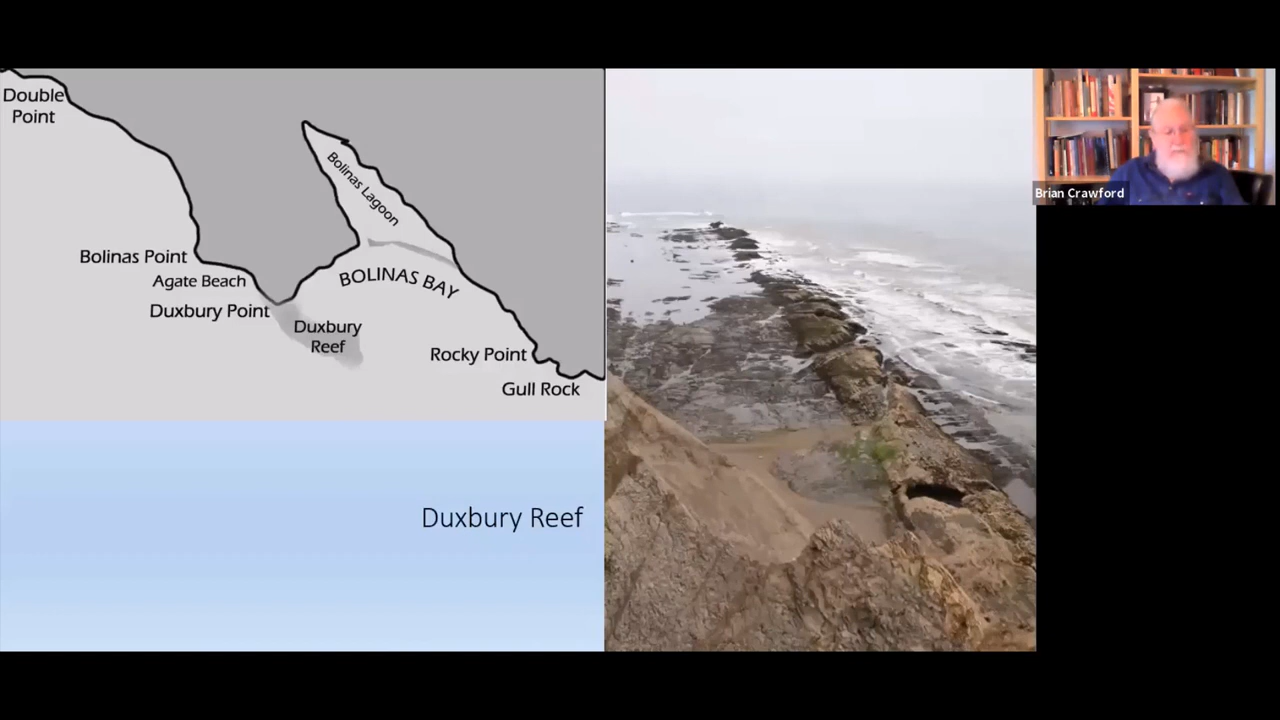 Double
Point
Bolinas Lagoon
Bolinas Point
Agate Beach
BOLINAS BAY
Duxbury Point
Duxbury
Reef
Rocky Point
Gull Rock
Duxbury Reef
Brian Crawford